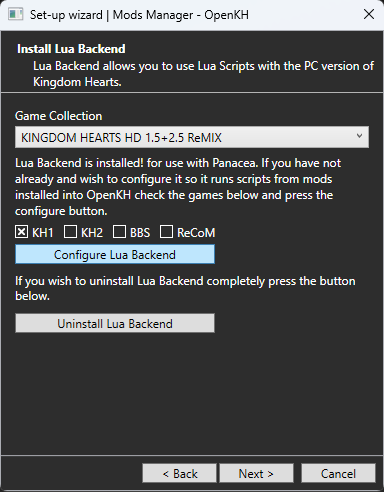 Set-up wizard | Mods Manager - OpenKH
Install Lua Backend
Lua Backend allows you to use Lua Scripts with the PC version of
Kingdom Hearts.
Game Collection
KINGDOM HEARTS HD 1.5+2.5 ReMIX
Lua Backend is installed! for use with Panacea. If you have not
already and wish to configure it so it runs scripts from mods
installed into OpenKH check the games below and press the
configure button.
KH1 KH2 BBS ReCoM
Configure Lua Backend
If you wish to uninstall Lua Backend completely press the button
below.
Uninstall Lua Backend
< Back Next > Cancel